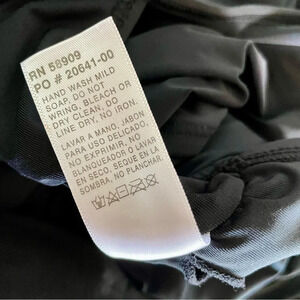 RN 58909
PO # 20641-00
HAND WASH MILD
SOAP, DO NOT
WRING, BLEACH OR
DRY CLEAN. DO
LINE DRY, NO IRON.
LAVAR A MANO, JABON
PARA USO DELICADO,
NO EXPRIMIR, NO
BLANQUEADOR O LAVAR
EN SECO, SEQUE EN LA
SOMBRA, NO PLANCHAR.